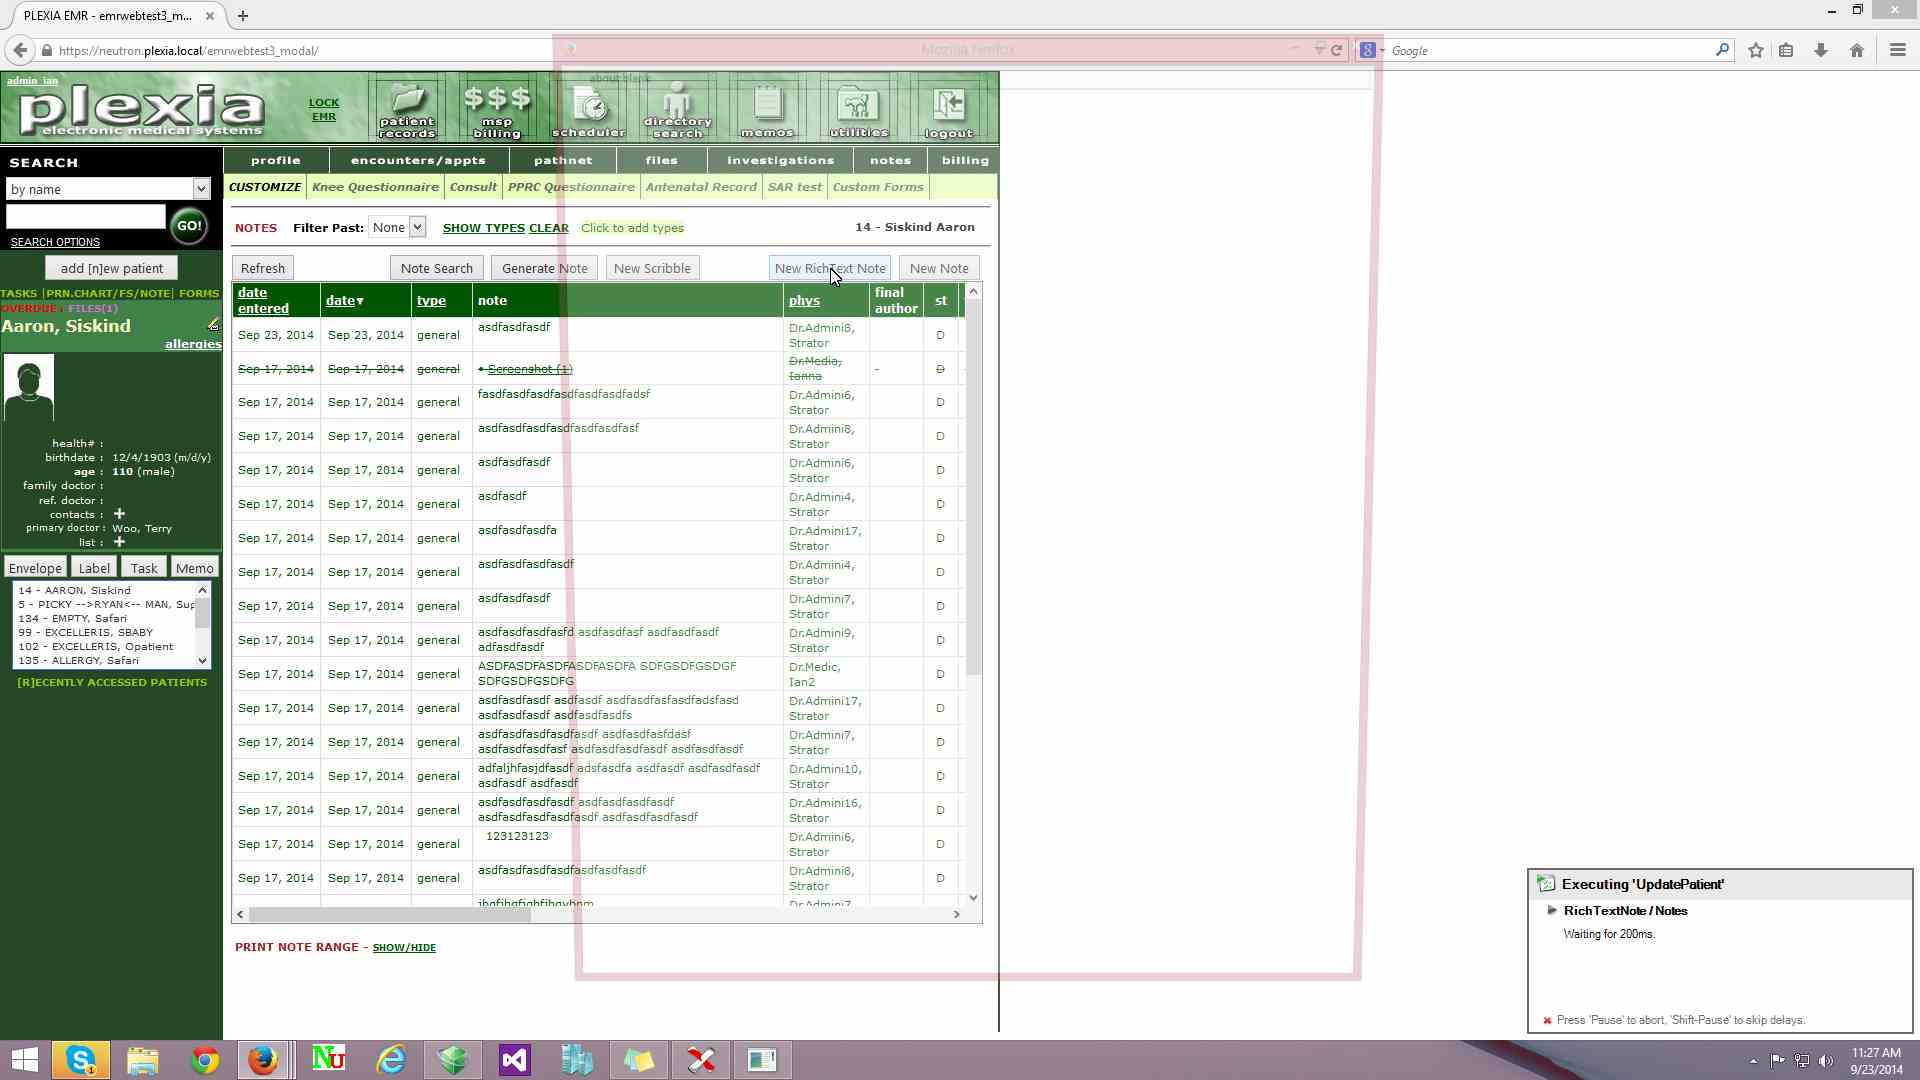 PLEXIA EMR - emrwebtest3_m...
https://neutron.plexia.local/emrwebtest3_modal/
Mozilla Firefox
Google
about:blank
admin_ian
plexia
electronic medical systems
LOCK
EMR
patient
records
$$$
msp
billing
scheduler
directory
search
memos
utilities
logout
SEARCH
profile
encounters/appts
pathnet
files
investigations
notes
billing
by name
CUSTOMIZE
Knee Questionnaire
Consult
PPRC Questionnaire
Antenatal Record
SAR test
Custom Forms
GO!
SEARCH OPTIONS
NOTES
Filter Past:
None
SHOW TYPES
CLEAR
Click to add types
14 - Siskind Aaron
add [n]ew patient
Refresh
Note Search
Generate Note
New Scribble
New RichText Note
New Note
TASKS |PRN.CHART/FS/NOTE| FORMS
OVERDUE: FILES(1)
Aaron, Siskind
allergies
health# :
birthdate : 12/4/1903 (m/d/y)
age : 110 (male)
family doctor :
ref. doctor :
contacts :
primary doctor : Woo, Terry
list :
Envelope
Label
Task
Memo
14 - AARON, Siskind
5 - PICKY -->RYAN<-- MAN, Sup
134 - EMPTY, Safari
99 - EXCELLERIS, SBABY
102 - EXCELLERIS, Opatient
135 - ALLERGY, Safari
[R]ECENTLY ACCESSED PATIENTS
date entered date▾ type note phys final author st
Sep 23, 2014 Sep 23, 2014 general asdfasdfasdf Dr.Admini8, Strator D
Sep 17, 2014 Sep 17, 2014 general • Screenshot (1) Dr.Media, Ianna - D
Sep 17, 2014 Sep 17, 2014 general fasdfasdfasdfasdfasdfasdfadsf Dr.Admini6, Strator D
Sep 17, 2014 Sep 17, 2014 general asdfasdfasdfasdfasdfasdfasf Dr.Admini8, Strator D
Sep 17, 2014 Sep 17, 2014 general asdfasdfasdf Dr.Admini6, Strator D
Sep 17, 2014 Sep 17, 2014 general asdfasdf Dr.Admini4, Strator D
Sep 17, 2014 Sep 17, 2014 general asdfasdfasdfa Dr.Admini17, Strator D
Sep 17, 2014 Sep 17, 2014 general asdfasdfasdfasdf Dr.Admini4, Strator D
Sep 17, 2014 Sep 17, 2014 general asdfasdfasdf Dr.Admini7, Strator D
Sep 17, 2014 Sep 17, 2014 general asdfasdfasdfasfd asdfasdfasf asdfasdfasdf adfasdfasdf Dr.Admini9, Strator D
Sep 17, 2014 Sep 17, 2014 general ASDFASDFASDFASDFASDFA SDFGSDFGSDGF SDFGSDFGSDFG Dr.Medic, Ian2 D
Sep 17, 2014 Sep 17, 2014 general asdfasdfasdf asdfasdf asdfasdfasfasdfadsfasd asdfasdfasdf asdfasdfasdfs Dr.Admini17, Strator D
Sep 17, 2014 Sep 17, 2014 general asdfasdfasdfasdfasdf asdfasdfasfdasf asdfasdfasdfasf asdfasdfasdfasdf asdfasdfasdf Dr.Admini7, Strator D
Sep 17, 2014 Sep 17, 2014 general adfaljhfasjdfasdf adsfasdfa asdfasdf asdfasdfasdf asdfasdf asdfasdf Dr.Admini10, Strator D
Sep 17, 2014 Sep 17, 2014 general asdfasdfasdfasdf asdfasdfasdfasdf asdfasdfasdfasdfasdf asdfasdfasdfasdf Dr.Admini16, Strator D
Sep 17, 2014 Sep 17, 2014 general 123123123 Dr.Admini6, Strator D
Sep 17, 2014 Sep 17, 2014 general asdfasdfasdfasdfasdfasdfasdf Dr.Admini8, Strator D
Dr.Admini7,
PRINT NOTE RANGE - SHOW/HIDE
Executing 'UpdatePatient'
RichTextNote / Notes
Waiting for 200ms.
Press 'Pause' to abort, 'Shift-Pause' to skip delays.
NU
11:27 AM
9/23/2014